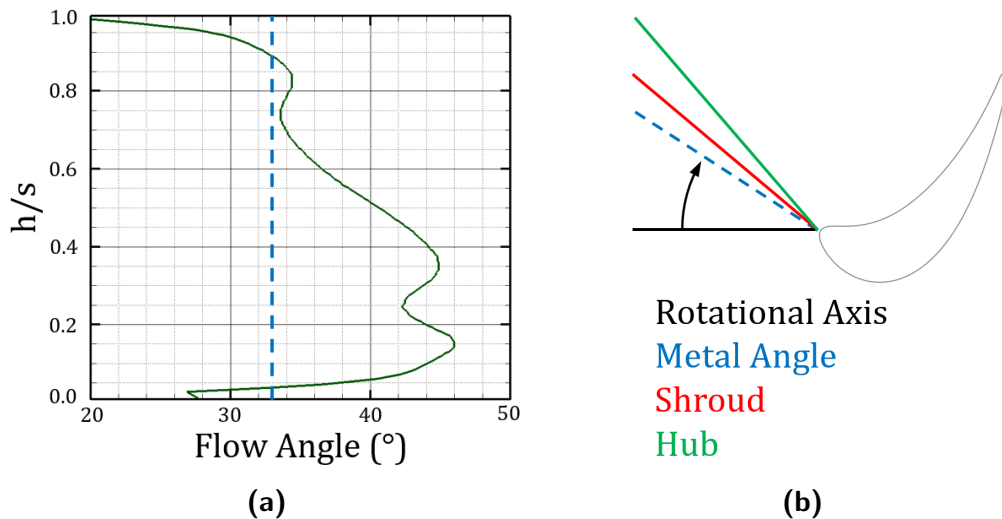 1.0
0.8
0.6
0.4
0.2
0.0
h/s
20 30 40 50
Flow Angle (°)
(a)
Rotational Axis
Metal Angle
Shroud
Hub
(b)